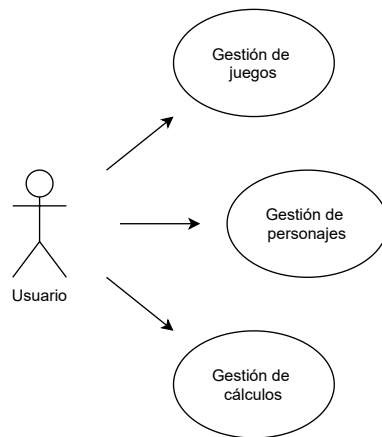 Gestión de
juegos
Gestión de
personajes
Usuario
Gestión de
cálculos